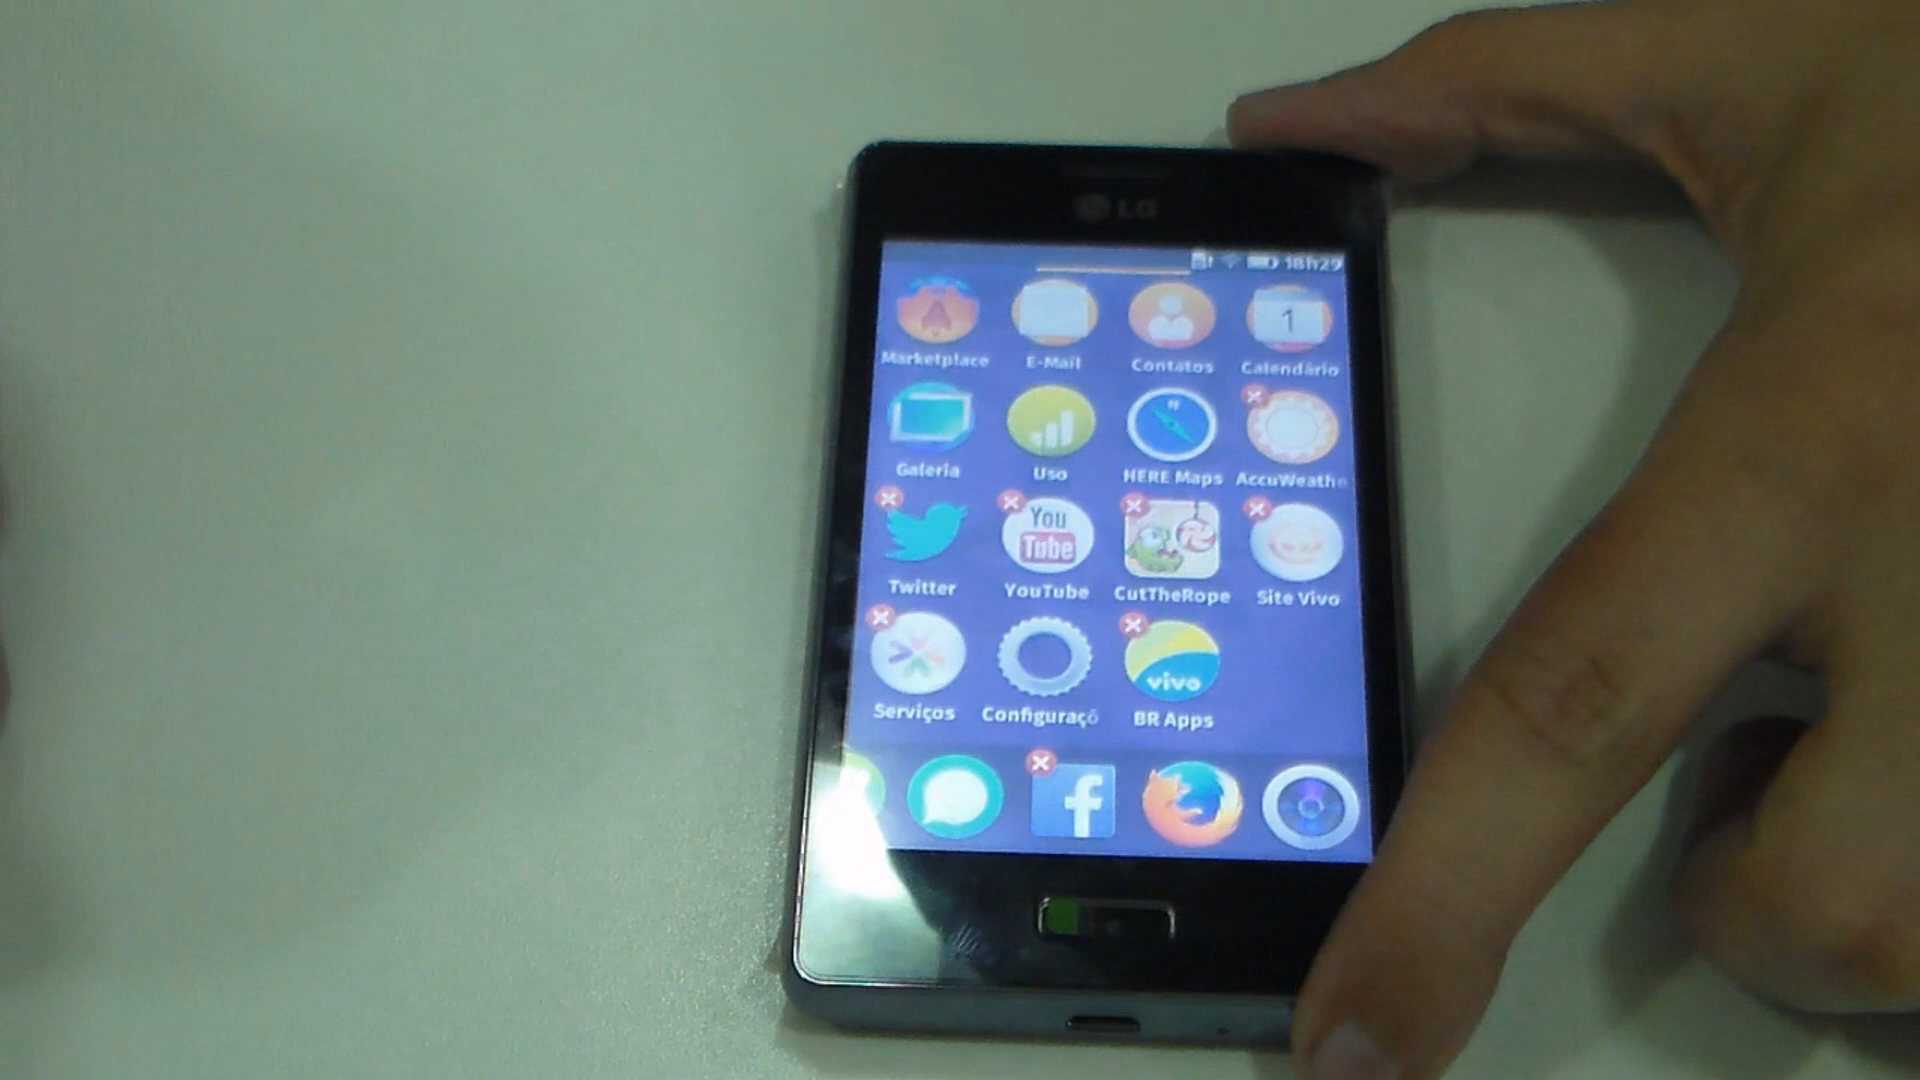 LG
18h29
1
Marketplace E-Mail Contatos Calendário
Galeria Uso HERE Maps AccuWeath
You
Tube
Twitter YouTube CutTheRope Site Vivo
vivo
Serviços Configuraçõ BR Apps
f